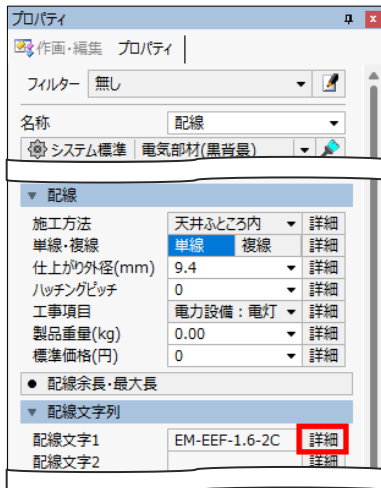 プロパティ
作画・編集 プロパティ
フィルター 無し
名称 配線
システム標準 電気部材(黒背景)
▼ 配線
施工方法 天井ふところ内 詳細
単線・複線 単線 複線 詳細
仕上がり外径(mm) 9.4 詳細
ハッチングピッチ 0 詳細
工事項目 電力設備：電灯 詳細
製品重量(kg) 0.00 詳細
標準価格(円) 0 詳細
● 配線余長・最大長
▼ 配線文字列
配線文字1 EM-EEF-1.6-2C 詳細
配線文字2 詳細